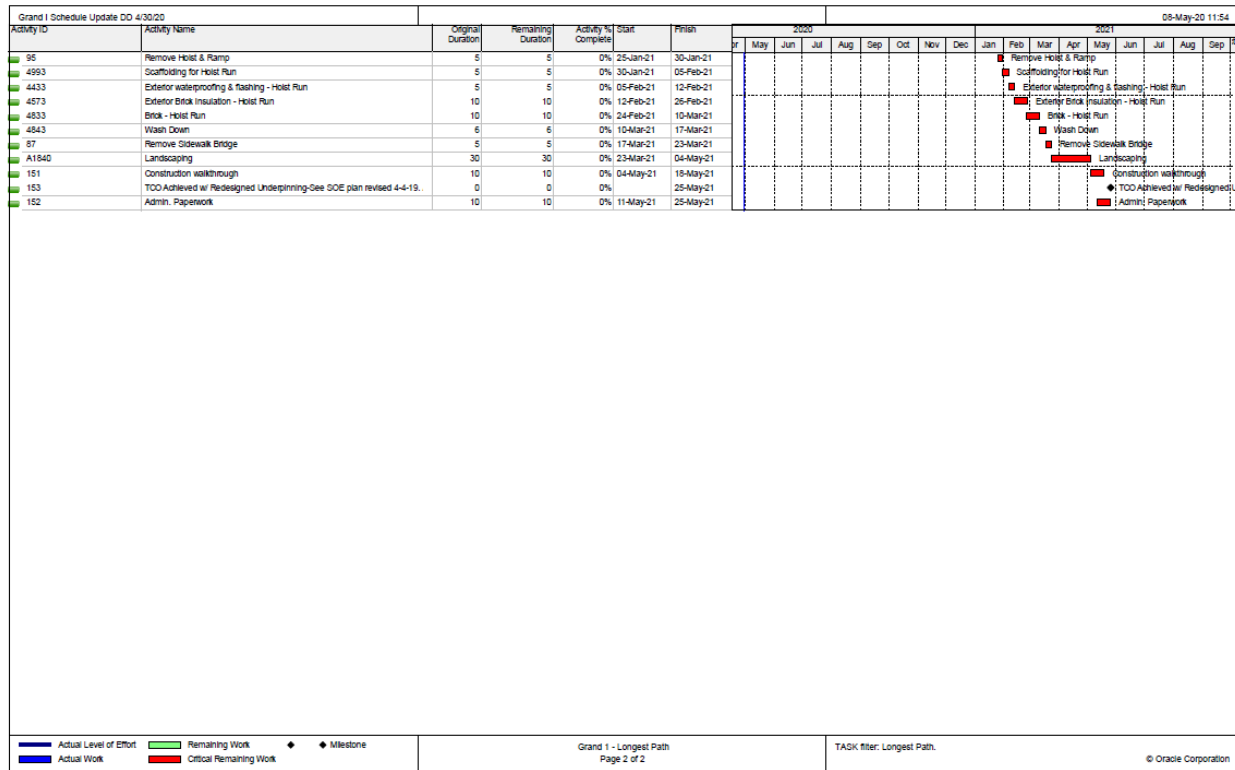 Grand I Schedule Update DD 4/30/20 08-May-20 11:54
Activity ID Activity Name Original Duration Remaining Duration Activity % Complete Start Finish 2020 2021
May Jun Jul Aug Sep Oct Nov Dec Jan Feb Mar Apr May Jun Jul Aug Sep
95 Remove Hoist & Ramp 5 5 0% 25-Jan-21 30-Jan-21 Remove Hoist & Ramp
4993 Scaffolding for Hoist Run 5 5 0% 30-Jan-21 05-Feb-21 Scaffolding for Hoist Run
4433 Exterior waterproofing & flashing - Hoist Run 5 5 0% 05-Feb-21 12-Feb-21 Exterior waterproofing & flashing - Hoist Run
4573 Exterior Brick Insulation - Hoist Run 10 10 0% 12-Feb-21 26-Feb-21 Exterior Brick Insulation - Hoist Run
4833 Brick - Hoist Run 10 10 0% 24-Feb-21 10-Mar-21 Brick - Hoist Run
4843 Wash Down 6 6 0% 10-Mar-21 17-Mar-21 Wash Down
87 Remove Sidewalk Bridge 5 5 0% 17-Mar-21 23-Mar-21 Remove Sidewalk Bridge
A1840 Landscaping 30 30 0% 23-Mar-21 04-May-21 Landscaping
151 Construction walkthrough 10 10 0% 04-May-21 18-May-21 Construction walkthrough
153 TCO Achieved w/ Redesigned Underpinning-See SOE plan revised 4-4-19. 0 0 0% 25-May-21 TCO Achieved w/ Redesigned U
152 Admin. Paperwork 10 10 0% 11-May-21 25-May-21 Admin. Paperwork
Actual Level of Effort Remaining Work Milestone
Actual Work Critical Remaining Work
Grand 1 - Longest Path
Page 2 of 2
TASK filter: Longest Path.
© Oracle Corporation